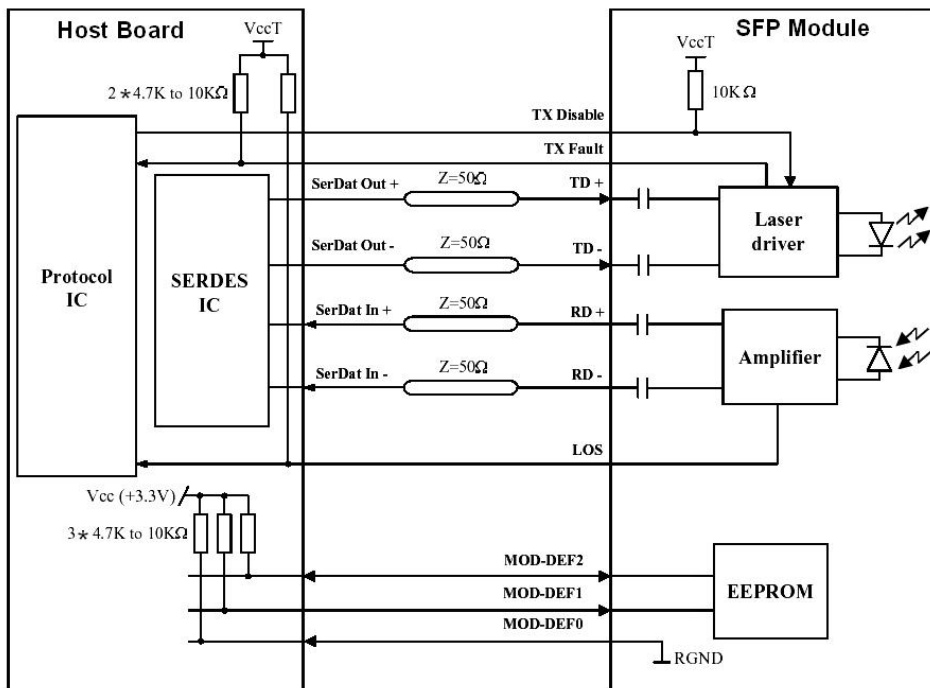 Host Board
SFP Module
VccT
VccT
2*4.7K to 10KΩ
10KΩ
TX Disable
TX Fault
SerDat Out +
Z=50Ω
TD +
SerDat Out -
Z=50Ω
TD -
SerDat In +
Z=50Ω
RD +
SerDat In -
Z=50Ω
RD -
Protocol
IC
SERDES
IC
Laser
driver
Amplifier
LOS
Vcc (+3.3V)
3*4.7K to 10KΩ
MOD-DEF2
MOD-DEF1
MOD-DEF0
EEPROM
RGND